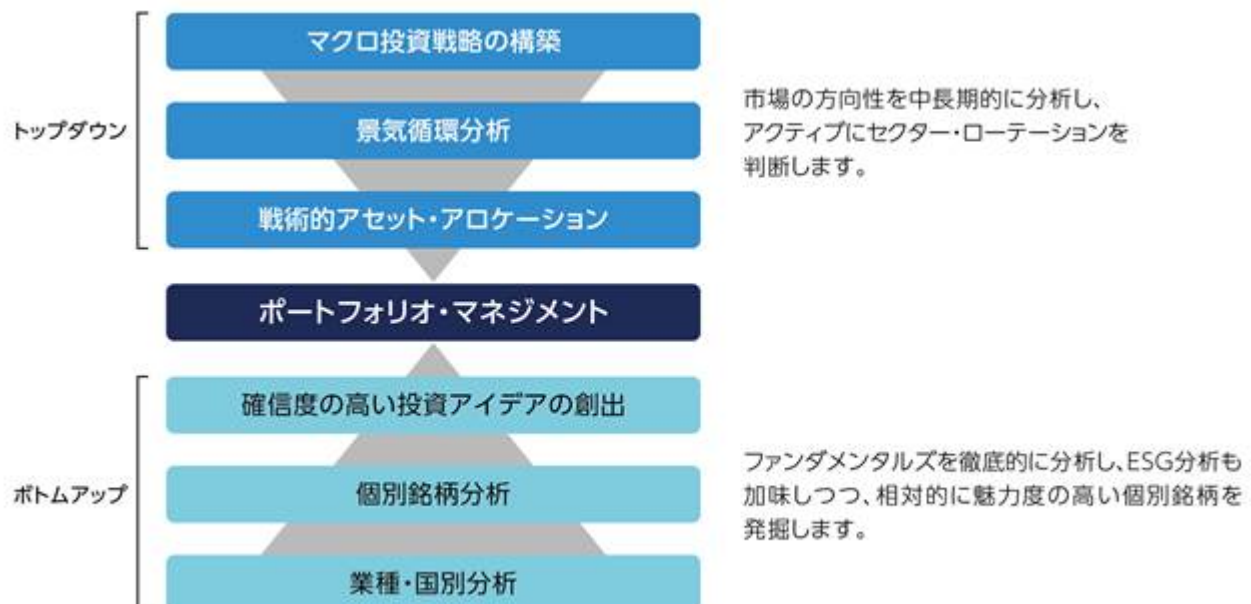 マクロ投資戦略の構築
トップダウン
景気循環分析
戦術的アセット・アロケーション
市場の方向性を中長期的に分析し、
アクティブにセクター・ローテーションを
判断します。
ポートフォリオ・マネジメント
確信度の高い投資アイデアの創出
ボトムアップ
個別銘柄分析
業種・国別分析
ファンダメンタルズを徹底的に分析し、ESG分析も
加味しつつ、相対的に魅力度の高い個別銘柄を
発掘します。